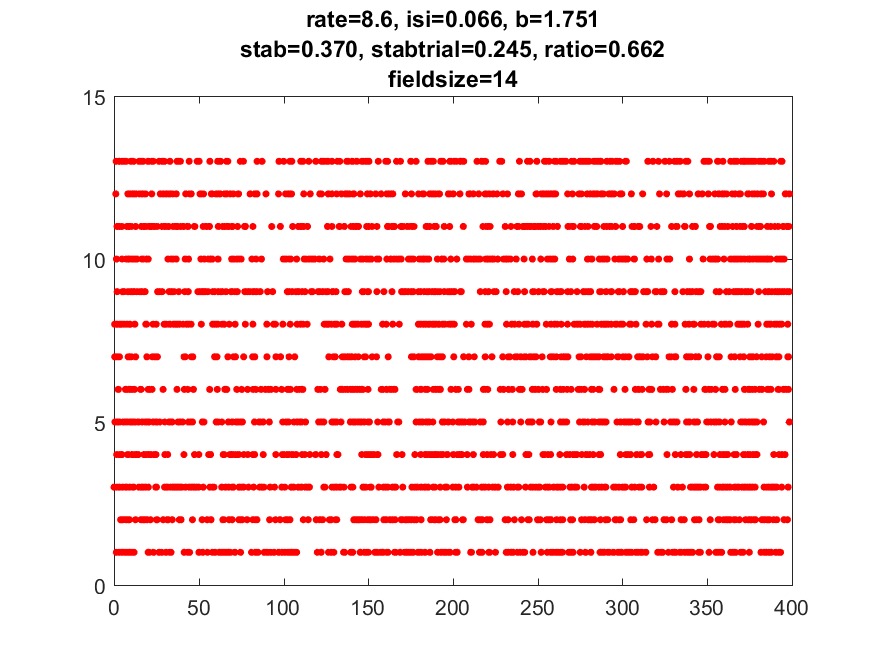 rate=8.6, isi=0.066, b=1.751
stab=0.370, stabtrial=0.245, ratio=0.662
fieldsize=14
15
10
5
0
0 50 100 150 200 250 300 350 400